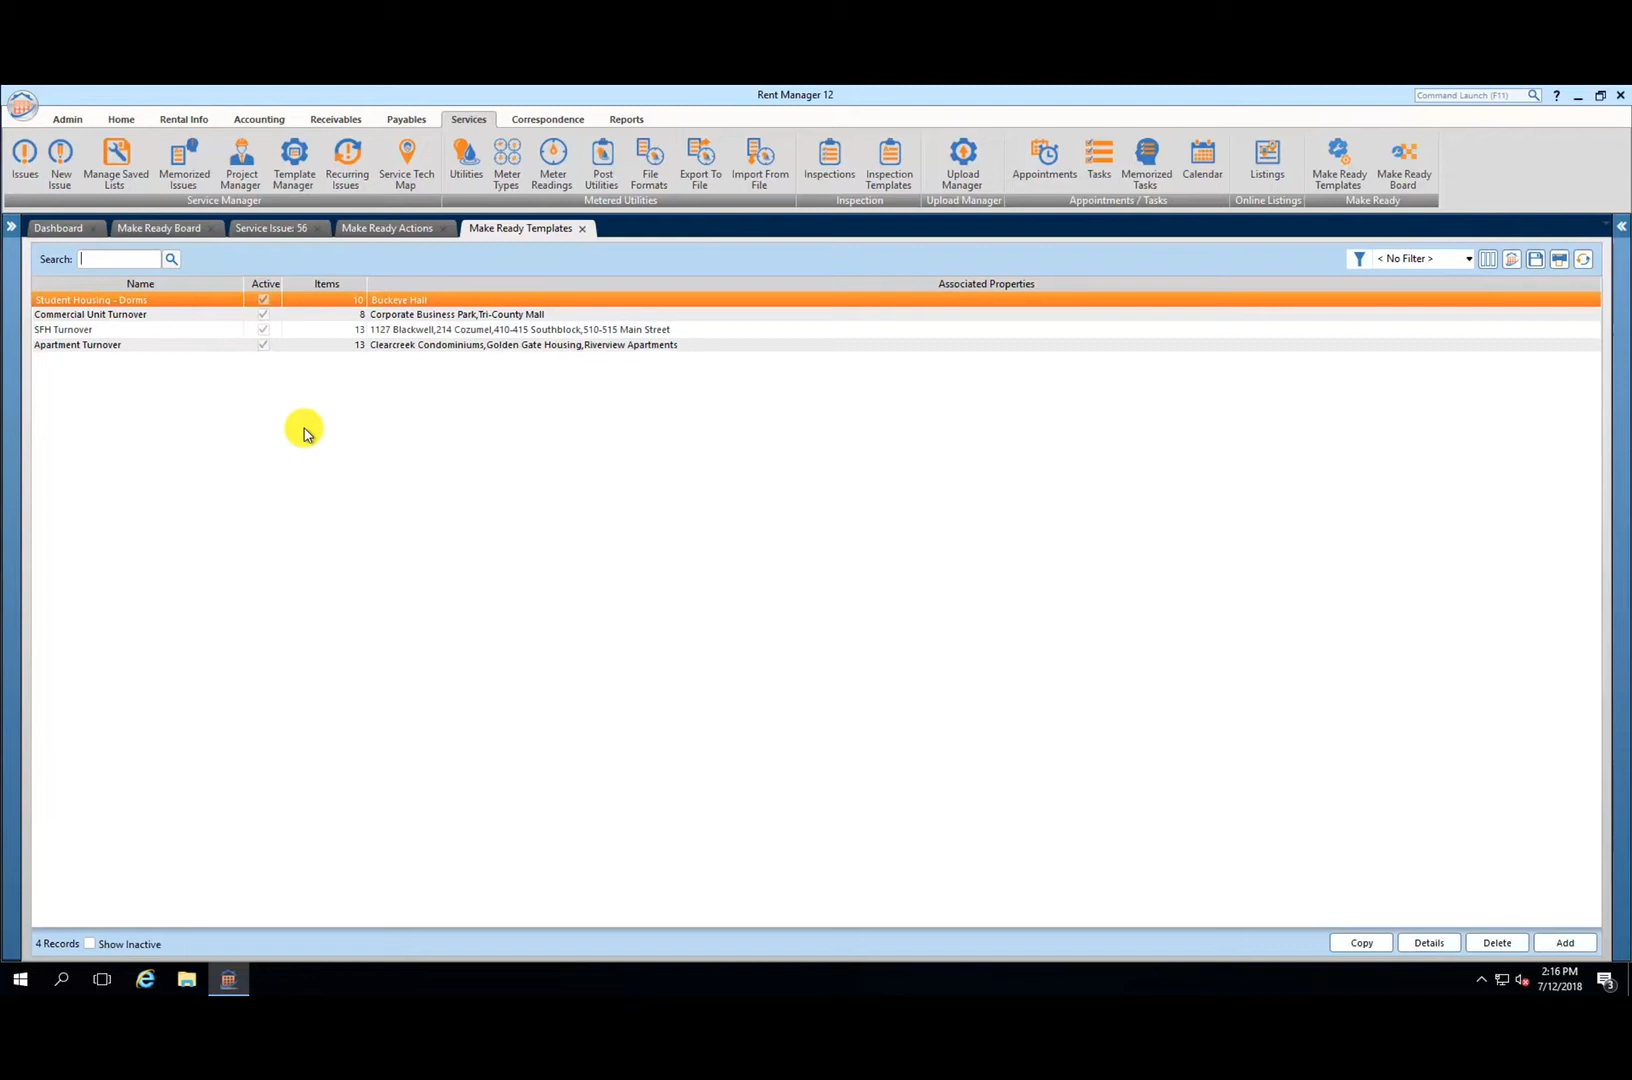 Rent Manager 12
Command Launch (F11)
?
Admin Home Rental Info Accounting Receivables Payables Services Correspondence Reports
Issues
New Issue
Manage Saved Lists
Memorized Issues
Project Manager
Template Manager
Recurring Issues
Service Tech Map
Utilities
Meter Types
Meter Readings
Post Utilities
File Formats
Export To File
Import From File
Inspections
Inspection Templates
Upload Manager
Appointments
Tasks
Memorized Tasks
Calendar
Listings
Make Ready Templates
Make Ready Board
Service Manager Metered Utilities Inspection Upload Manager Appointments / Tasks Online Listings Make Ready
Dashboard Make Ready Board Service Issue: 56 Make Ready Actions Make Ready Templates
Search: < No Filter >
Name Active Items Associated Properties
Student Housing - Dorms 10 Buckeye Hall
Commercial Unit Turnover 8 Corporate Business Park,Tri-County Mall
SFH Turnover 13 1127 Blackwell,214 Cozumel,410-415 Southblock,510-515 Main Street
Apartment Turnover 13 Clearcreek Condominiums,Golden Gate Housing,Riverview Apartments
4 Records Show Inactive Copy Details Delete Add
2:16 PM
7/12/2018
3